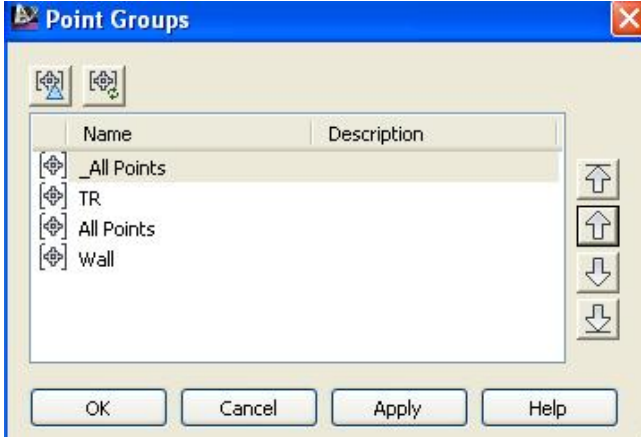 Point Groups
Name Description
_All Points
TR
All Points
Wall
OK Cancel Apply Help